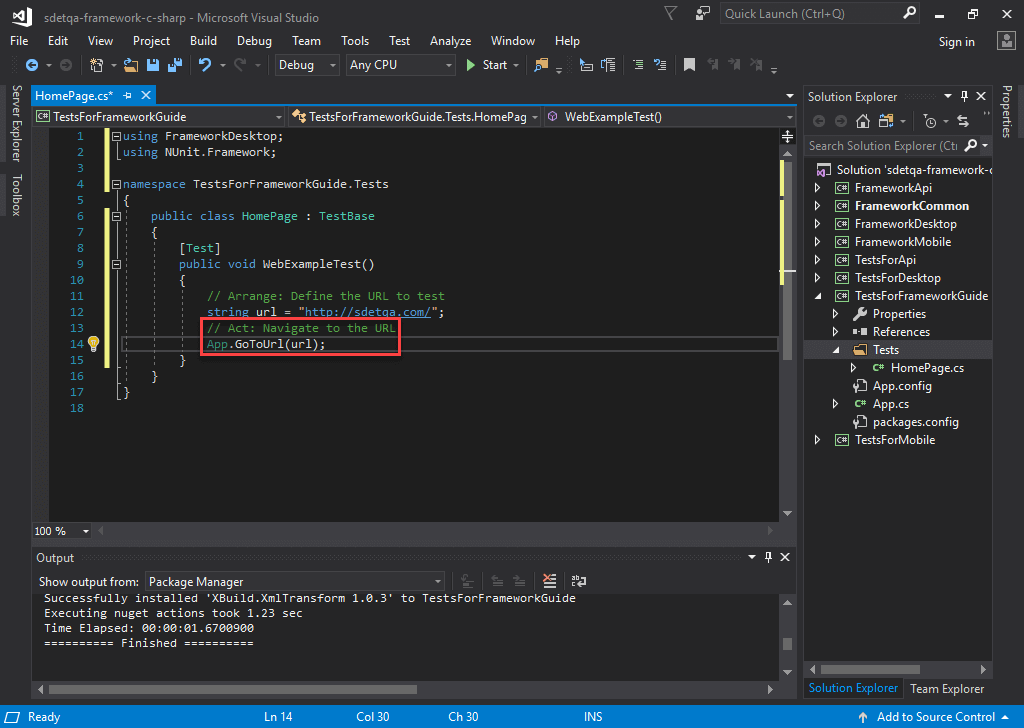 sdetqa-framework-c-sharp - Microsoft Visual Studio
Quick Launch (Ctrl+Q)
File Edit View Project Build Debug Team Tools Test Analyze Window Help
Sign in
Debug Any CPU Start
Server Explorer
Toolbox
HomePage.cs*
TestsForFrameworkGuide TestsForFrameworkGuide.Tests.HomePag WebExampleTest()
1 using FrameworkDesktop;
2 using NUnit.Framework;
3
4 namespace TestsForFrameworkGuide.Tests
5 {
6 public class HomePage : TestBase
7 {
8 [Test]
9 public void WebExampleTest()
10 {
11 // Arrange: Define the URL to test
12 string url = "http://sdetqa.com/";
13 // Act: Navigate to the URL
14 App.GoToUrl(url);
15 }
16 }
17 }
18
100 %
Output
Show output from: Package Manager
Successfully installed 'XBuild.XmlTransform 1.0.3' to TestsForFrameworkGuide
Executing nuget actions took 1.23 sec
Time Elapsed: 00:00:01.6700900
========== Finished ==========
Solution Explorer
Search Solution Explorer (Ctr
Solution 'sdetqa-framework-c
C# FrameworkApi
C# FrameworkCommon
C# FrameworkDesktop
C# FrameworkMobile
C# TestsForApi
C# TestsForDesktop
C# TestsForFrameworkGuide
Properties
References
Tests
C# HomePage.cs
App.config
C# App.cs
packages.config
C# TestsForMobile
Solution Explorer Team Explorer
Properties
Ready Ln 14 Col 30 Ch 30 INS Add to Source Control